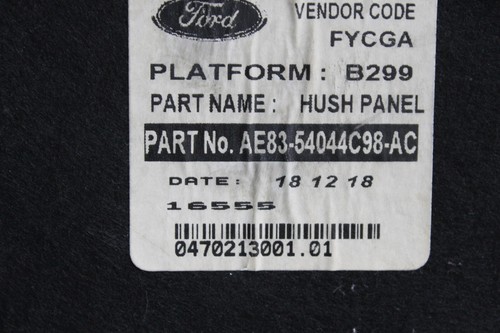 Ford
VENDOR CODE
FYCGA
PLATFORM : B299
PART NAME : HUSH PANEL
PART No. AE83-54044C98-AC
DATE: 18 12 18
16555
0470213001.01